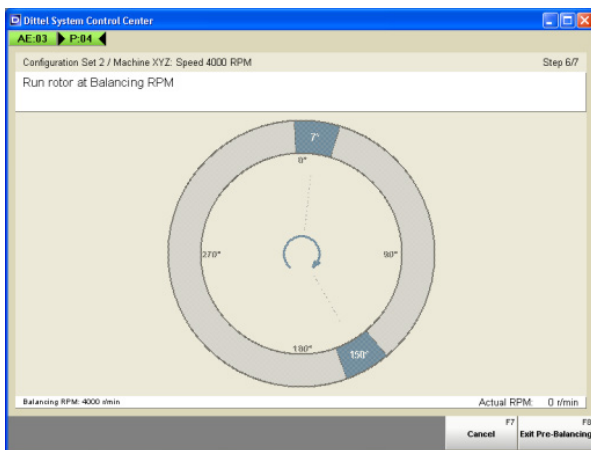 Dittel System Control Center
AE:03 P:04
Configuration Set 2 / Machine XYZ: Speed 4000 RPM Step 6/7
Run rotor at Balancing RPM
7°
0°
270° 90°
180°
150°
Balancing RPM: 4000 r/min Actual RPM: 0 r/min
F7 F8
Cancel Exit Pre-Balancing